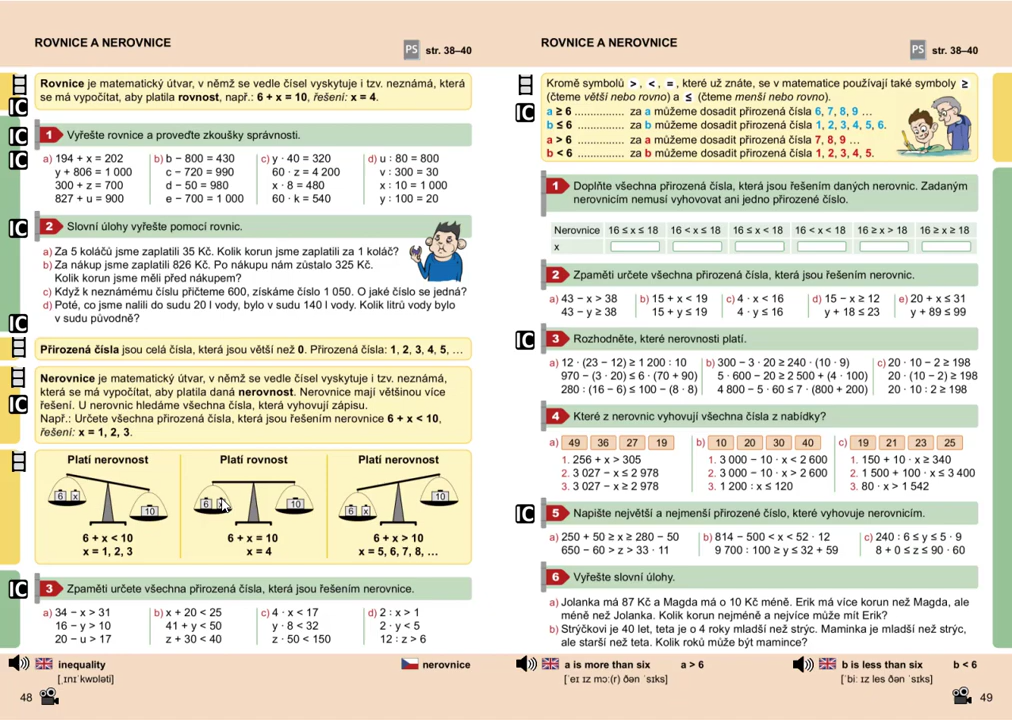 ROVNICE A NEROVNICE
PS str. 38–40
Rovnice je matematický útvar, v němž se vedle čísel vyskytuje i tzv. neznámá, která
se má vypočítat, aby platila rovnost, např.: 6 + x = 10, řešení: x = 4.
1 Vyřešte rovnice a proveďte zkoušky správnosti.
a) 194 + x = 202 b) b − 800 = 430 c) y · 40 = 320 d) u : 80 = 800
y + 806 = 1 000 c − 720 = 990 60 · z = 4 200 v : 300 = 30
300 + z = 700 d − 50 = 980 x · 8 = 480 x : 10 = 1 000
827 + u = 900 e − 700 = 1 000 60 · k = 540 y : 100 = 20
2 Slovní úlohy vyřešte pomocí rovnic.
a) Za 5 koláčů jsme zaplatili 35 Kč. Kolik korun jsme zaplatili za 1 koláč?
b) Za nákup jsme zaplatili 826 Kč. Po nákupu nám zůstalo 325 Kč.
Kolik korun jsme měli před nákupem?
c) Když k neznámému číslu přičteme 600, získáme číslo 1 050. O jaké číslo se jedná?
d) Poté, co jsme nalili do sudu 20 l vody, bylo v sudu 140 l vody. Kolik litrů vody bylo
v sudu původně?
Přirozená čísla jsou celá čísla, která jsou větší než 0. Přirozená čísla: 1, 2, 3, 4, 5, …
Nerovnice je matematický útvar, v němž se vedle čísel vyskytuje i tzv. neznámá,
která se má vypočítat, aby platila daná nerovnost. Nerovnice mají většinou více
řešení. U nerovnic hledáme všechna čísla, která vyhovují zápisu.
Např.: Určete všechna přirozená čísla, která jsou řešením nerovnice 6 + x < 10,
řešení: x = 1, 2, 3.
Platí nerovnost Platí rovnost Platí nerovnost
6 x 10 6 x 10 6 x 10
6 + x < 10 6 + x = 10 6 + x > 10
x = 1, 2, 3 x = 4 x = 5, 6, 7, 8, …
3 Zpaměti určete všechna přirozená čísla, která jsou řešením nerovnice.
a) 34 − x > 31 b) x + 20 < 25 c) 4 · x < 17 d) 2 : x > 1
16 − y > 10 41 + y < 50 y · 8 < 32 2 · y < 5
20 − u > 17 z + 30 < 40 z · 50 < 150 12 : z > 6
inequality nerovnice
[ˌɪnɪˈkwɒləti]
48
ROVNICE A NEROVNICE
PS str. 38–40
Kromě symbolů >, <, =, které už znáte, se v matematice používají také symboly ≥
(čteme větší nebo rovno) a ≤ (čteme menší nebo rovno).
a ≥ 6 ............... za a můžeme dosadit přirozená čísla 6, 7, 8, 9 …
b ≤ 6 ............... za b můžeme dosadit přirozená čísla 1, 2, 3, 4, 5, 6.
a > 6 ............... za a můžeme dosadit přirozená čísla 7, 8, 9 …
b < 6 ............... za b můžeme dosadit přirozená čísla 1, 2, 3, 4, 5.
1 Doplňte všechna přirozená čísla, která jsou řešením daných nerovnic. Zadaným
nerovnicím nemusí vyhovovat ani jedno přirozené číslo.
Nerovnice 16 ≤ x ≤ 18 16 < x ≤ 18 16 ≤ x < 18 16 < x < 18 16 ≥ x > 18 16 ≥ x ≥ 18
x
2 Zpaměti určete všechna přirozená čísla, která jsou řešením nerovnic.
a) 43 − x > 38 b) 15 + x < 19 c) 4 · x < 16 d) 15 − x ≥ 12 e) 20 + x ≤ 31
43 − y ≥ 38 15 + y ≤ 19 4 · y ≤ 16 y + 18 ≤ 23 y + 89 ≤ 99
3 Rozhodněte, které nerovnosti platí.
a) 12 · (23 − 12) ≥ 1 200 : 10 b) 300 − 3 · 20 ≥ 240 · (10 · 9) c) 20 · 10 − 2 ≥ 198
970 − (3 · 20) ≤ 6 · (70 + 90) 5 · 600 − 20 ≥ 2 500 + (4 · 100) 20 · (10 − 2) ≥ 198
280 : (16 − 6) ≤ 100 − (8 · 8) 4 800 − 5 · 60 ≤ 7 · (800 + 200) 20 · 10 : 2 ≥ 198
4 Které z nerovnic vyhovují všechna čísla z nabídky?
a) 49 36 27 19 b) 10 20 30 40 c) 19 21 23 25
1. 256 + x > 305 1. 3 000 − 10 · x < 2 600 1. 150 + 10 · x ≥ 340
2. 3 027 − x ≤ 2 978 2. 3 000 − 10 · x > 2 600 2. 1 500 + 100 · x ≤ 3 400
3. 3 027 − x ≥ 2 978 3. 1 200 : x ≤ 120 3. 80 · x > 1 542
5 Napište největší a nejmenší přirozené číslo, které vyhovuje nerovnicím.
a) 250 + 50 ≥ x ≥ 280 − 50 b) 814 − 500 < x < 52 · 12 c) 240 : 6 ≤ y ≤ 5 · 9
650 − 60 > z > 33 · 11 9 700 : 100 ≥ y ≤ 32 + 59 8 + 0 ≤ z ≤ 90 · 60
6 Vyřešte slovní úlohy.
a) Jolanka má 87 Kč a Magda má o 10 Kč méně. Erik má více korun než Magda, ale
méně než Jolanka. Kolik korun nejméně a nejvíce může mít Erik?
b) Strýčkovi je 40 let, teta je o 4 roky mladší než strýc. Maminka je mladší než strýc,
ale starší než teta. Kolik roků může být mamince?
a is more than six a > 6 b is less than six b < 6
[ˈeɪ ɪz mɔː(r) ðən ˈsɪks] [ˈbiː ɪz les ðən ˈsɪks]
49